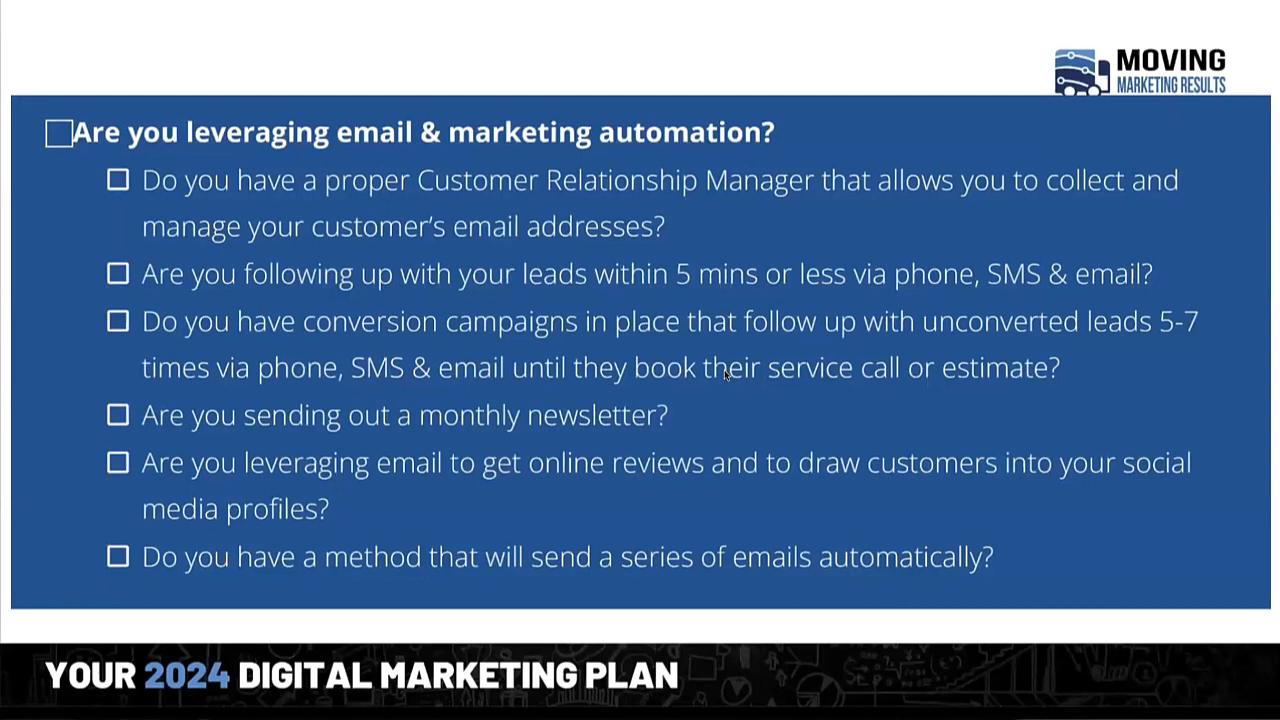 MOVING
MARKETING RESULTS
Are you leveraging email & marketing automation?
Do you have a proper Customer Relationship Manager that allows you to collect and
manage your customer’s email addresses?
Are you following up with your leads within 5 mins or less via phone, SMS & email?
Do you have conversion campaigns in place that follow up with unconverted leads 5-7
times via phone, SMS & email until they book their service call or estimate?
Are you sending out a monthly newsletter?
Are you leveraging email to get online reviews and to draw customers into your social
media profiles?
Do you have a method that will send a series of emails automatically?
YOUR 2024 DIGITAL MARKETING PLAN